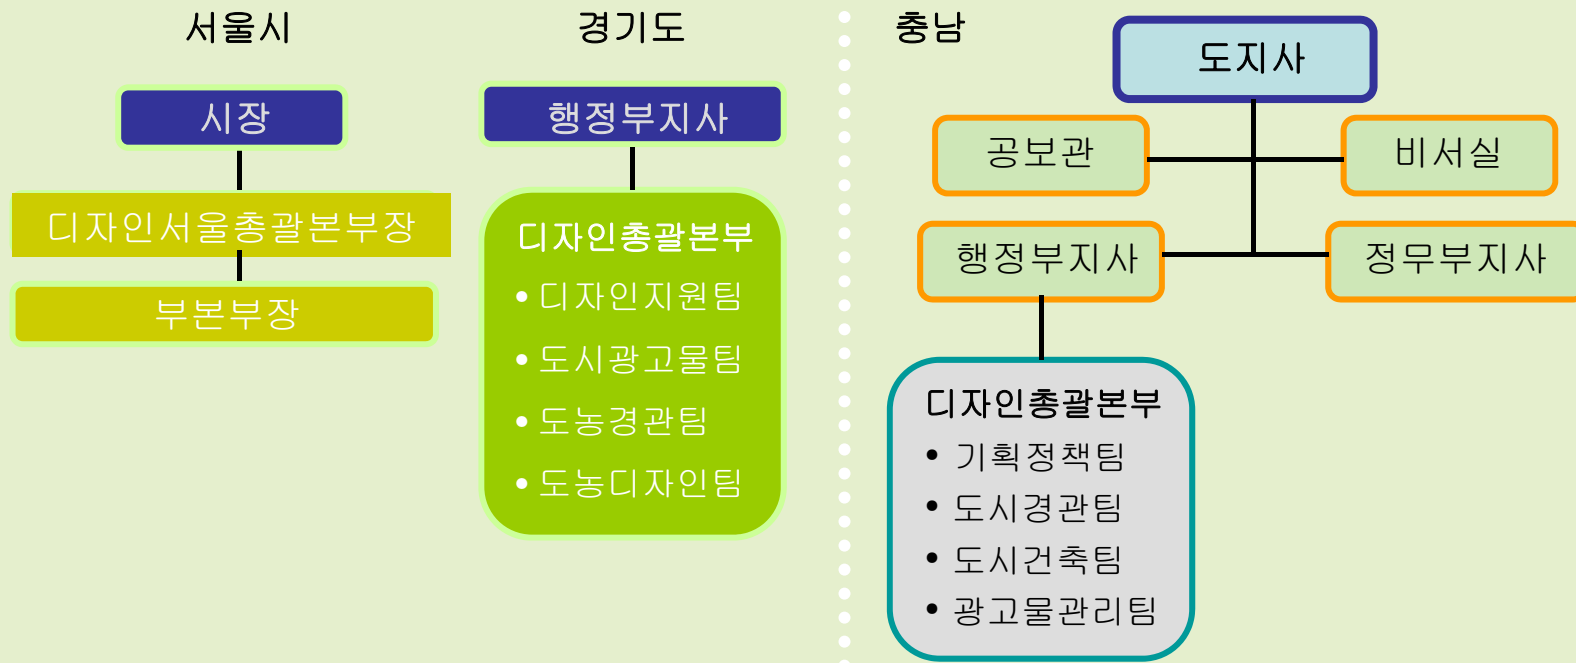 서울시
시장
디자인서울총괄본부장
부본부장
경기도
행정부지사
디자인총괄본부
• 디자인지원팀
• 도시광고물팀
• 도농경관팀
• 도농디자인팀
충남
도지사
공보관
비서실
행정부지사
정무부지사
디자인총괄본부
• 기획정책팀
• 도시경관팀
• 도시건축팀
• 광고물관리팀